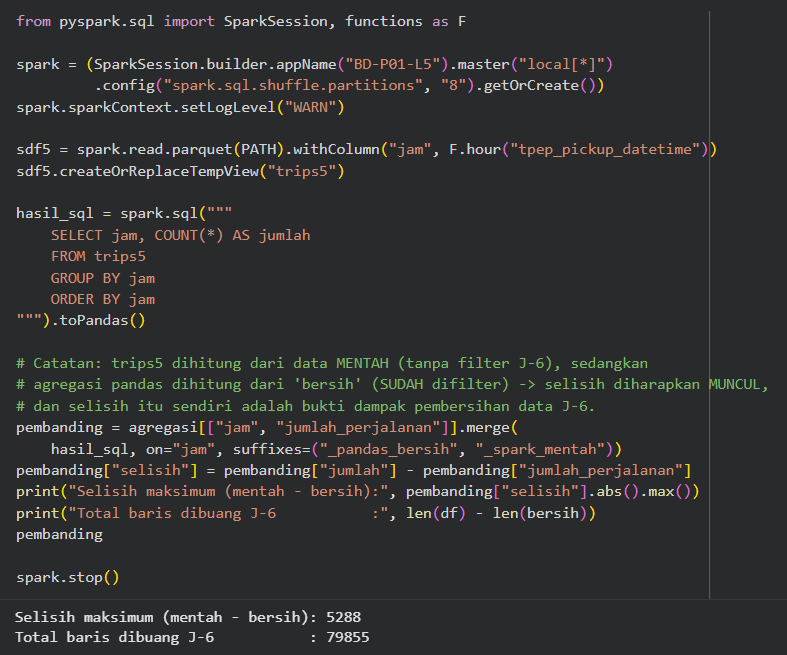 from pyspark.sql import SparkSession, functions as F

spark = (SparkSession.builder.appName("BD-P01-L5").master("local[*]")
         .config("spark.sql.shuffle.partitions", "8").getOrCreate())
spark.sparkContext.setLogLevel("WARN")

sdf5 = spark.read.parquet(PATH).withColumn("jam", F.hour("tpep_pickup_datetime"))
sdf5.createOrReplaceTempView("trips5")

hasil_sql = spark.sql("""
    SELECT jam, COUNT(*) AS jumlah
    FROM trips5
    GROUP BY jam
    ORDER BY jam
""").toPandas()

# Catatan: trips5 dihitung dari data MENTAH (tanpa filter J-6), sedangkan
# agregasi pandas dihitung dari 'bersih' (SUDAH difilter) -> selisih diharapkan MUNCUL,
# dan selisih itu sendiri adalah bukti dampak pembersihan data J-6.
pembanding = agregasi[["jam", "jumlah_perjalanan"]].merge(
    hasil_sql, on="jam", suffixes=("_pandas_bersih", "_spark_mentah"))
pembanding["selisih"] = pembanding["jumlah"] - pembanding["jumlah_perjalanan"]
print("Selisih maksimum (mentah - bersih):", pembanding["selisih"].abs().max())
print("Total baris dibuang J-6           :", len(df) - len(bersih))
pembanding

spark.stop()

Selisih maksimum (mentah - bersih): 5288
Total baris dibuang J-6           : 79855